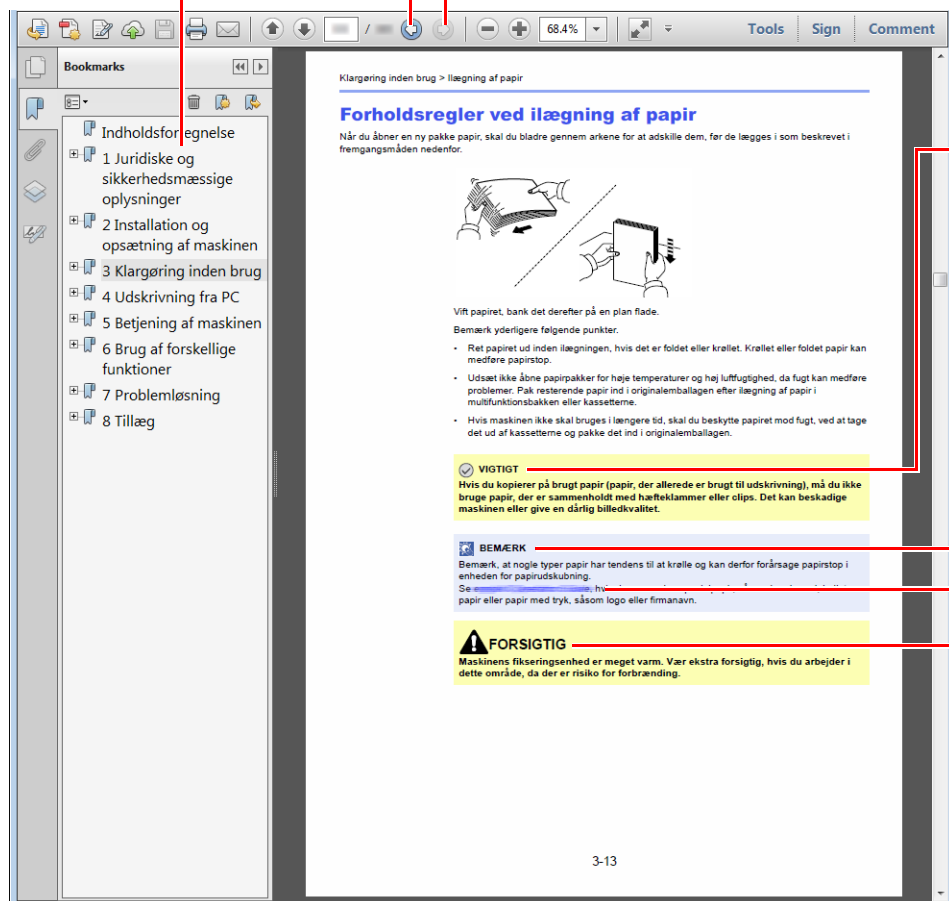 / 68.4% Tools Sign Comment
Bookmarks
Indholdsfortegnelse
1 Juridiske og
sikkerhedsmæssige
oplysninger
2 Installation og
opsætning af maskinen
3 Klargøring inden brug
4 Udskrivning fra PC
5 Betjening af maskinen
6 Brug af forskellige
funktioner
7 Problemløsning
8 Tillæg
Klargøring inden brug > Ilægning af papir
Forholdsregler ved ilægning af papir
Når du åbner en ny pakke papir, skal du bladre gennem arkene for at adskille dem, før de lægges i som beskrevet i
fremgangsmåden nedenfor.
Vift papiret, bank det derefter på en plan flade.
Bemærk yderligere følgende punkter.
• Ret papiret ud inden ilægningen, hvis det er foldet eller krøllet. Krøllet eller foldet papir kan
medføre papirstop.
• Udsæt ikke åbne papirpakker for høje temperaturer og høj luftfugtighed, da fugt kan medføre
problemer. Pak resterende papir ind i originalemballagen efter ilægning af papir i
multifunktionsbakken eller kassetterne.
• Hvis maskinen ikke skal bruges i længere tid, skal du beskytte papiret mod fugt, ved at tage
det ud af kassetterne og pakke det ind i originalemballagen.
VIGTIGT
Hvis du kopierer på brugt papir (papir, der allerede er brugt til udskrivning), må du ikke
bruge papir, der er sammenholdt med hæfteklammer eller clips. Det kan beskadige
maskinen eller give en dårlig billedkvalitet.
BEMÆRK
Bemærk, at nogle typer papir har tendens til at krølle og kan derfor forårsage papirstop i
enheden for papirudskubning.
Se
papir eller papir med tryk, såsom logo eller firmanavn.
FORSIGTIG
Maskinens fikseringsenhed er meget varm. Vær ekstra forsigtig, hvis du arbejder i
dette område, da der er risiko for forbrænding.
3-13